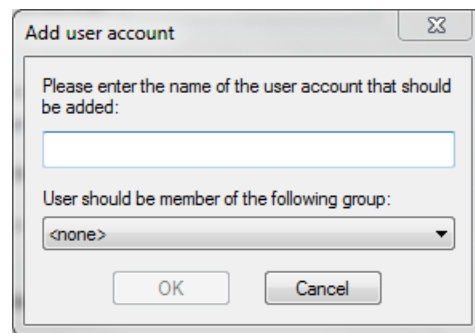 Add user account
Please enter the name of the user account that should
be added:
User should be member of the following group:
<none>
OK
Cancel